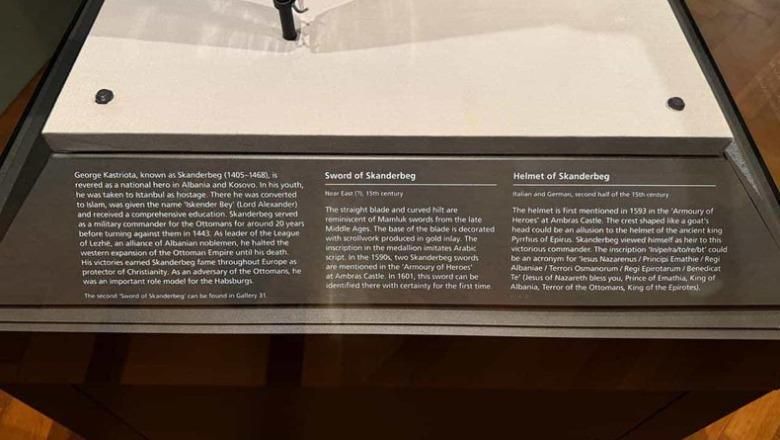 George Kastriota, known as Skanderbeg (1405–1468), is
revered as a national hero in Albania and Kosovo. In his youth,
he was taken to Istanbul as hostage. There he was converted
to Islam, was given the name 'Iskender Bey' (Lord Alexander)
and received a comprehensive education. Skanderbeg served
as a military commander for the Ottomans for around 20 years
before turning against them in 1443. As leader of the League
of Lezhë, an alliance of Albanian noblemen, he halted the
western expansion of the Ottoman Empire until his death.
His victories earned Skanderbeg fame throughout Europe as
protector of Christianity. As an adversary of the Ottomans, he
was an important role model for the Habsburgs.
The second 'Sword of Skanderbeg' can be found in Gallery 31.
Sword of Skanderbeg
Near East (?), 15th century
The straight blade and curved hilt are
reminiscent of Mamluk swords from the late
Middle Ages. The base of the blade is decorated
with scrollwork produced in gold inlay. The
inscription in the medallion imitates Arabic
script. In the 1590s, two Skanderbeg swords
are mentioned in the 'Armoury of Heroes'
at Ambras Castle. In 1601, this sword can be
identified there with certainty for the first time
Helmet of Skanderbeg
Italian and German, second half of the 15th century
The helmet is first mentioned in 1593 in the 'Armoury of
Heroes' at Ambras Castle. The crest shaped like a goat's
head could be an allusion to the helmet of the ancient king
Pyrrhus of Epirus. Skanderbeg viewed himself as heir to this
victorious commander. The inscription 'In/pe/ra/to/re/bt' could
be an acronym for 'Jesus Nazarenus / Principi Emathie / Regi
Albaniae / Terrori Osmanorum / Regi Epirotarum / Benedicat
Te' (Jesus of Nazareth bless you, Prince of Emathia, King of
Albania, Terror of the Ottomans, King of the Epirotes).